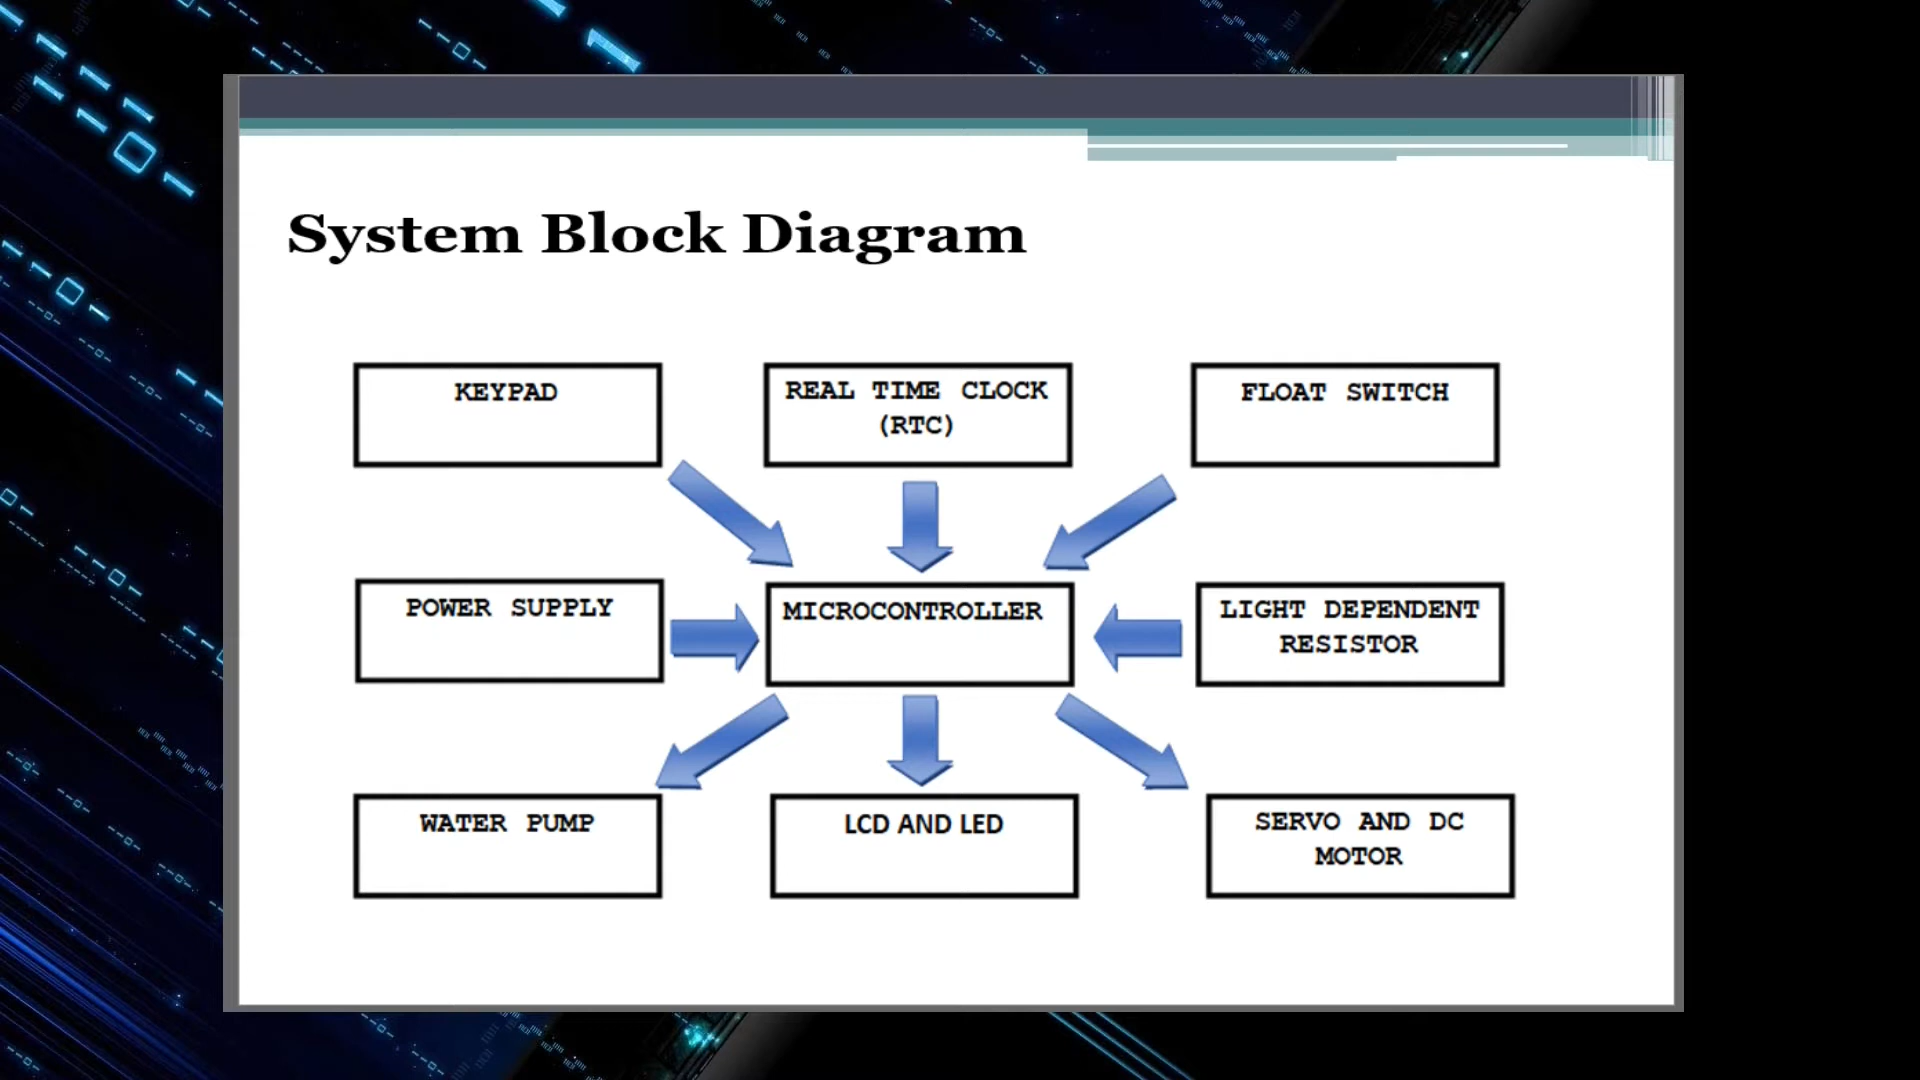 System Block Diagram
KEYPAD
REAL TIME CLOCK
(RTC)
FLOAT SWITCH
POWER SUPPLY
MICROCONTROLLER
LIGHT DEPENDENT
RESISTOR
WATER PUMP
LCD AND LED
SERVO AND DC
MOTOR